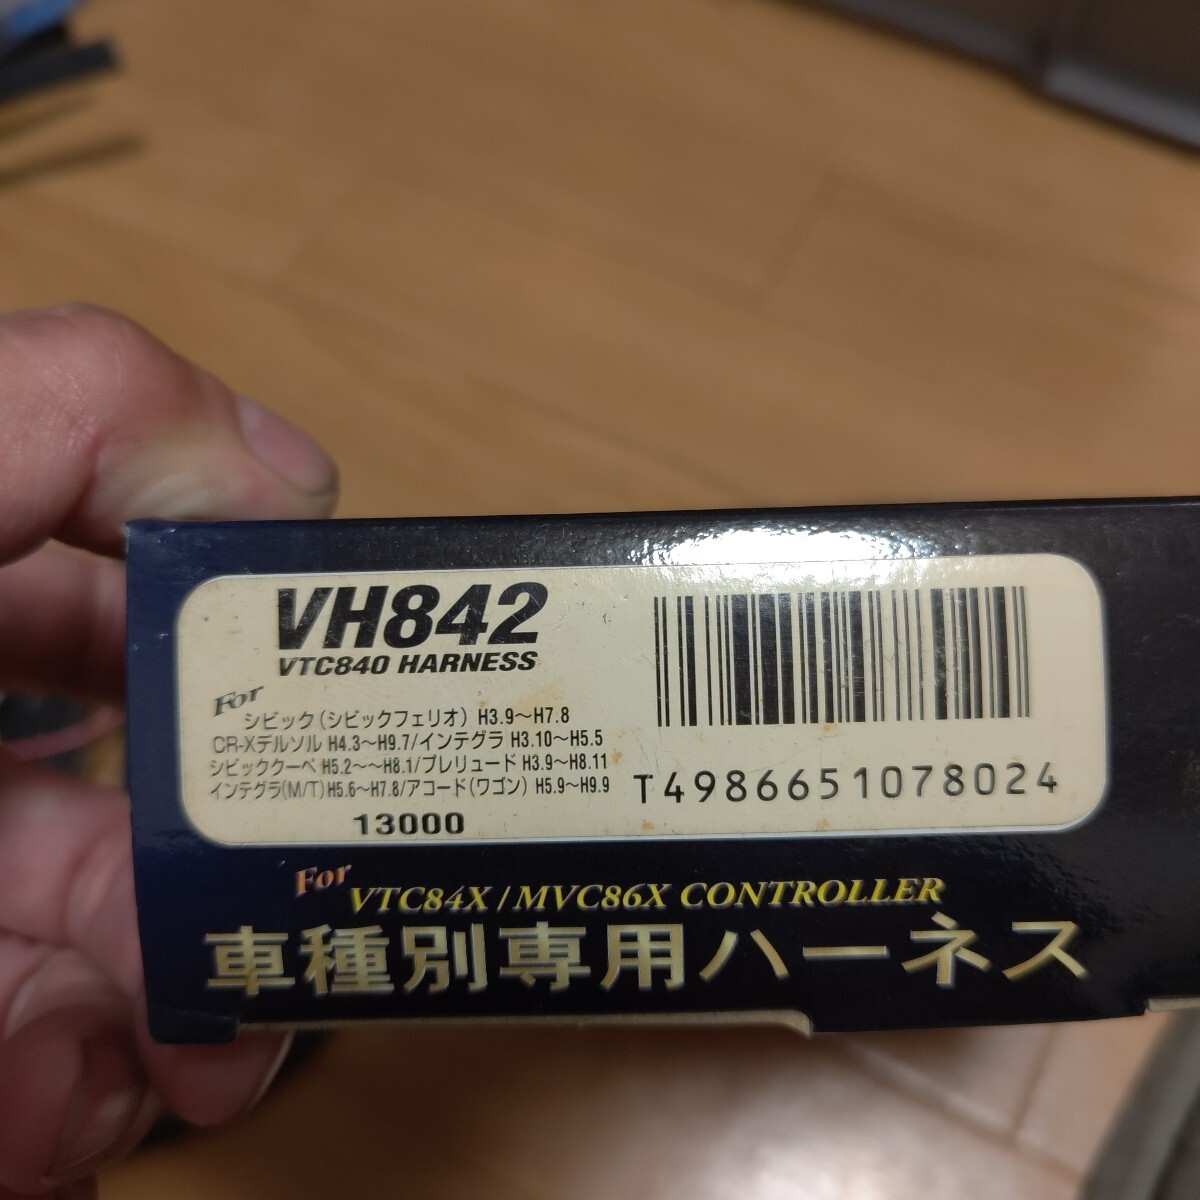 VH842
VTC840 HARNESS
For
シビック(シビックフェリオ) H3.9〜H7.8
CR-Xデルソル H4.3〜H9.7/インテグラ H3.10〜H5.5
シビッククーペ H5.2〜〜H8.1/プレリュード H3.9〜H8.11
インテグラ(M/T)H5.6〜H7.8/アコード(ワゴン) H5.9〜H9.9
13000
T4986651078024
For
VTC84X / MVC86X CONTROLLER
車種別専用ハーネス